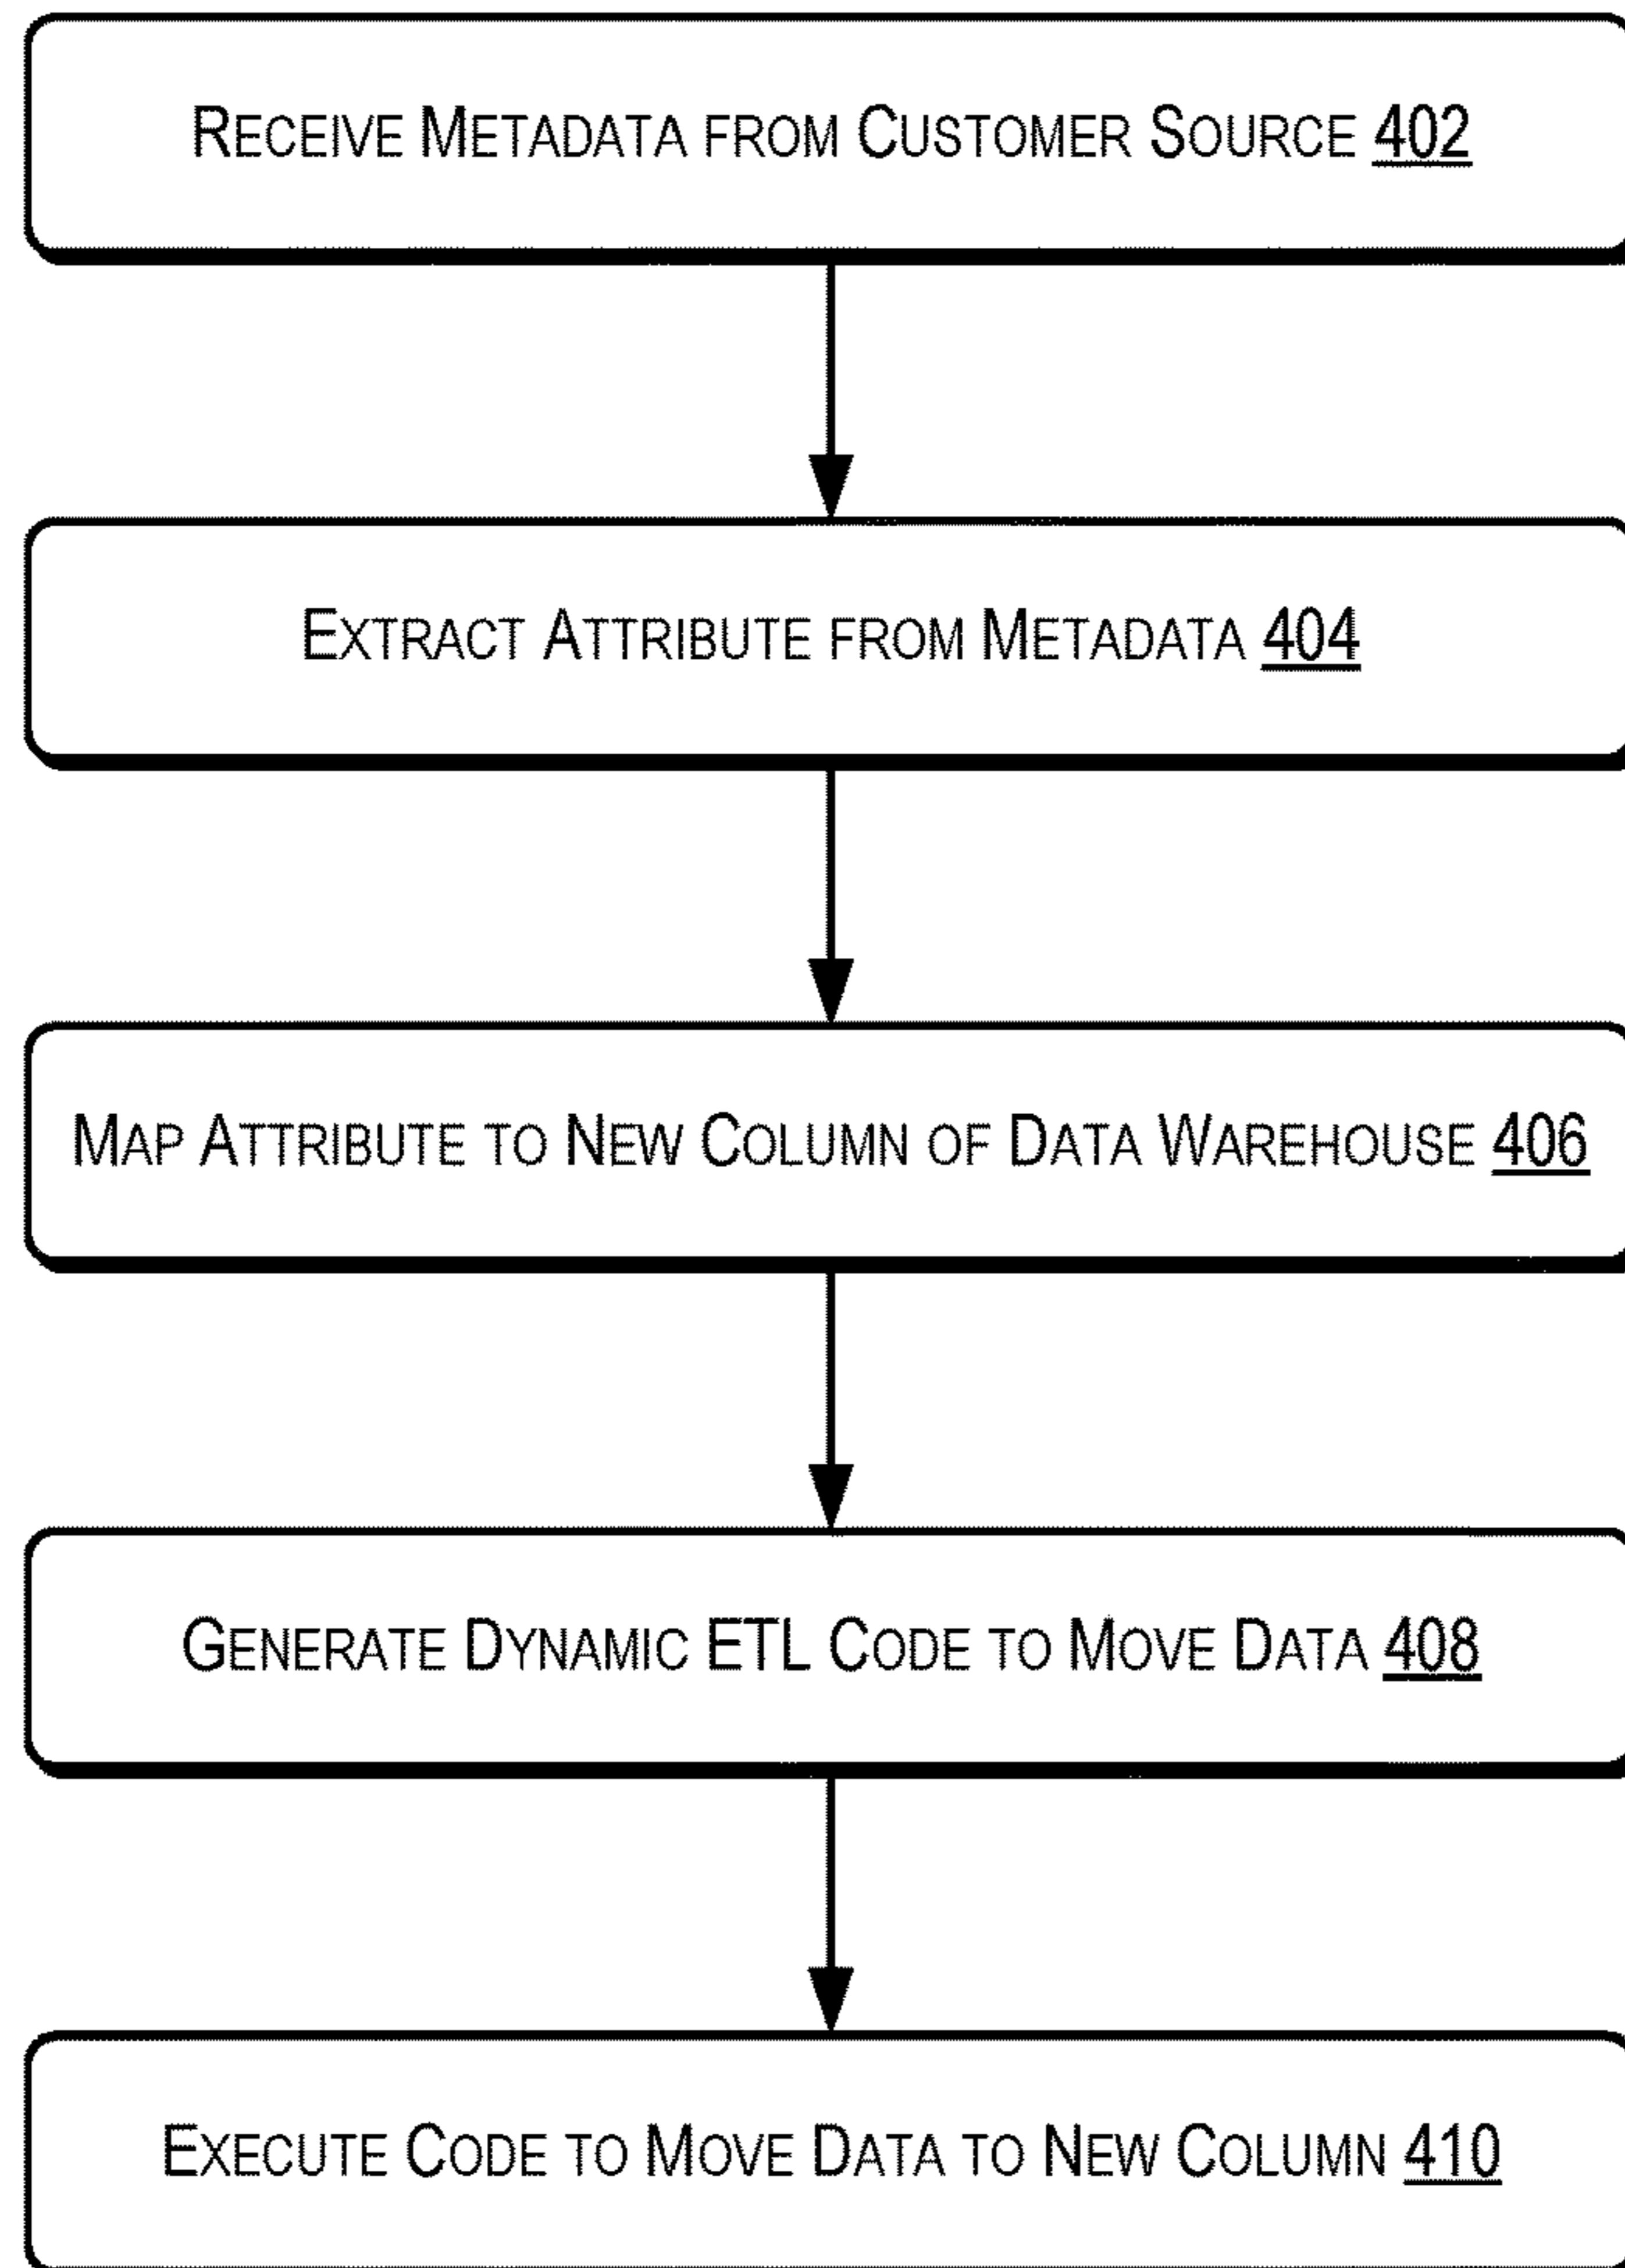 RECEIVE METADATA FROM CUSTOMER SOURCE 402
EXTRACT ATTRIBUTE FROM METADATA 404
MAP ATTRIBUTE TO NEW COLUMN OF DATA WAREHOUSE 406
GENERATE DYNAMIC ETL CODE TO MOVE DATA 408
EXECUTE CODE TO MOVE DATA TO NEW COLUMN 410